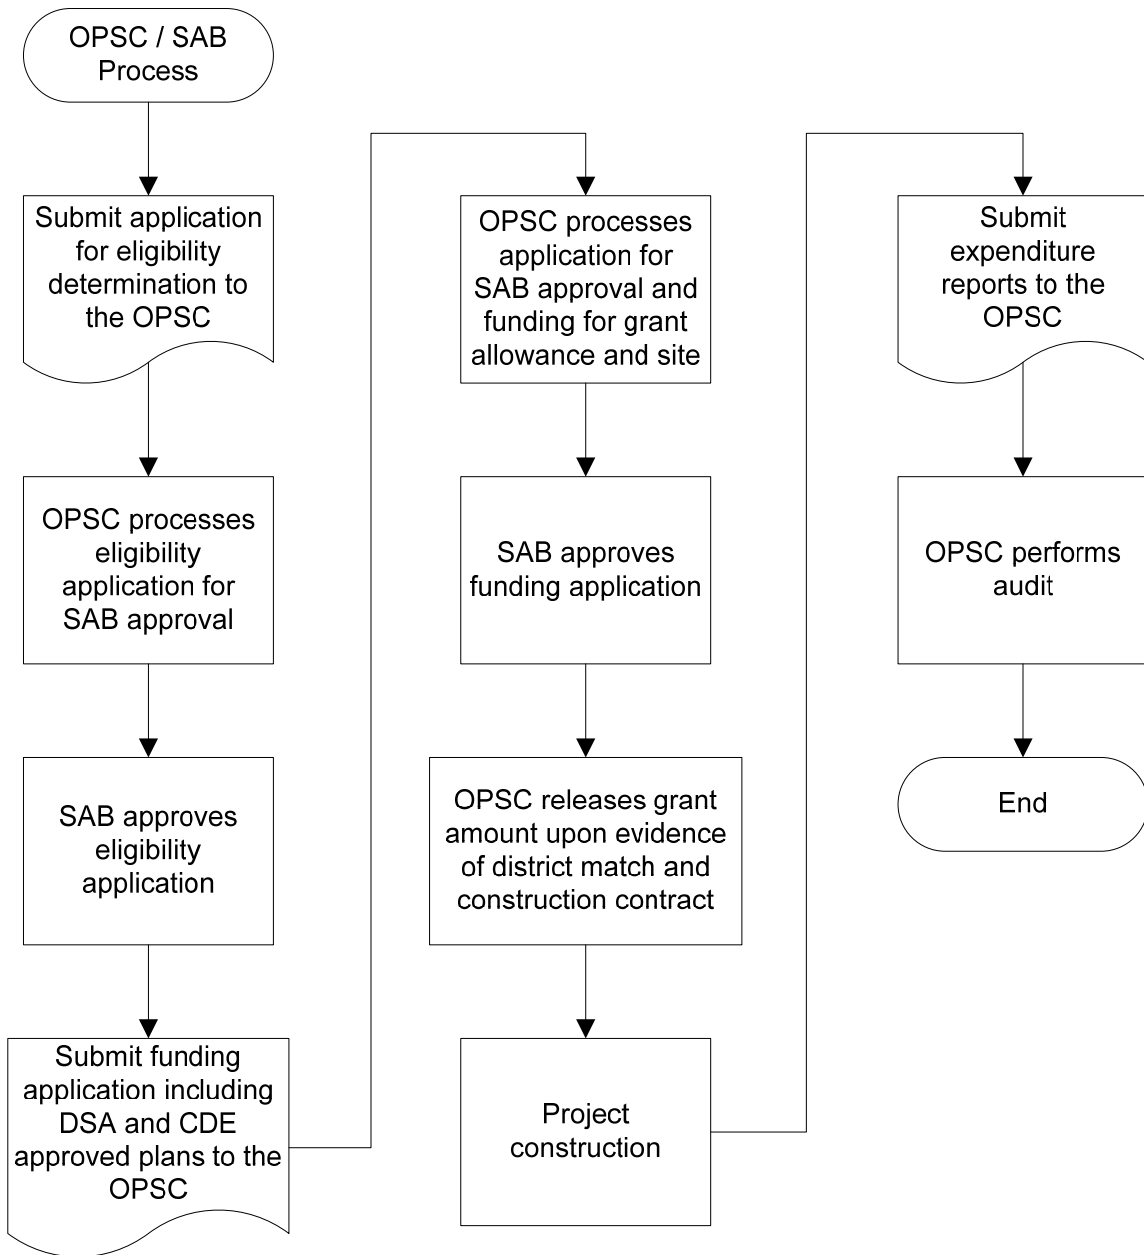 OPSC / SAB
Process
Submit application
for eligibility
determination to
the OPSC
OPSC processes
eligibility
application for
SAB approval
SAB approves
eligibility
application
Submit funding
application including
DSA and CDE
approved plans to the
OPSC
OPSC processes
application for
SAB approval and
funding for grant
allowance and site
SAB approves
funding application
OPSC releases grant
amount upon evidence
of district match and
construction contract
Project
construction
Submit
expenditure
reports to the
OPSC
OPSC performs
audit
End